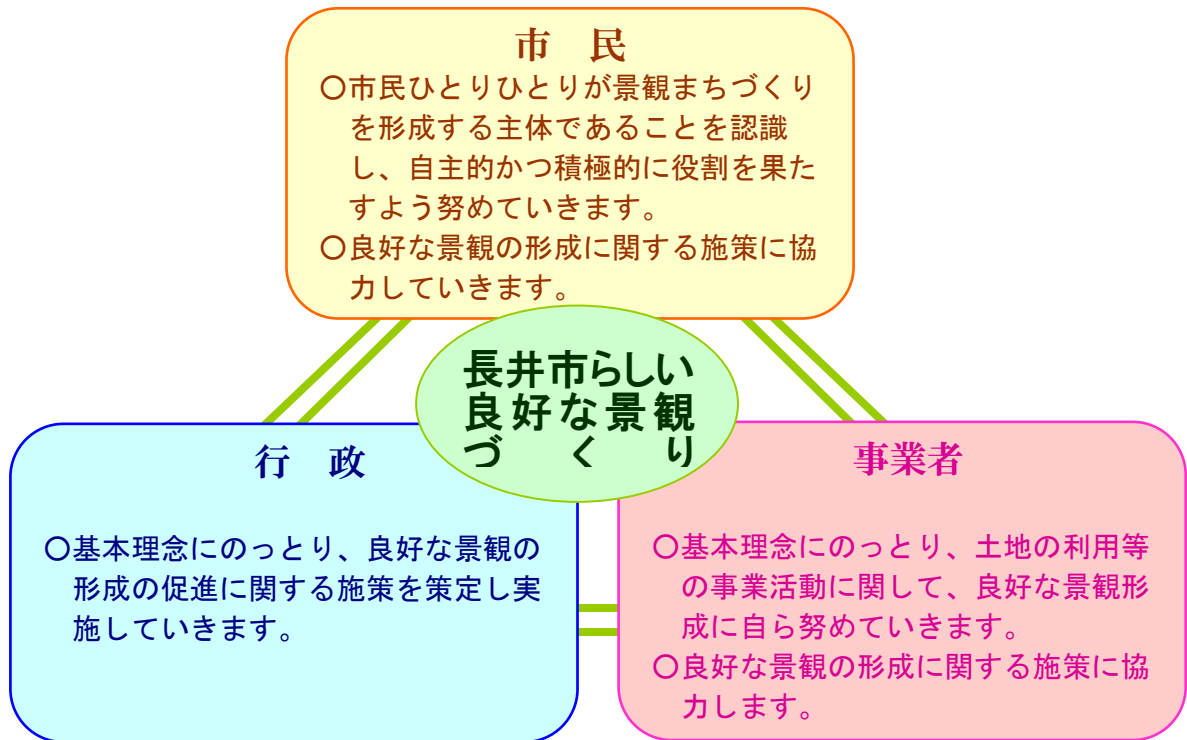 市　民
〇市民ひとりひとりが景観まちづくり
を形成する主体であることを認識
し、自主的かつ積極的に役割を果た
すよう努めていきます。
〇良好な景観の形成に関する施策に協
力していきます。
長井市らしい
良好な景観
づくり
行　政
〇基本理念にのっとり、良好な景観の
形成の促進に関する施策を策定し実
施していきます。
事業者
〇基本理念にのっとり、土地の利用等
の事業活動に関して、良好な景観形
成に自ら努めていきます。
〇良好な景観の形成に関する施策に協
力します。